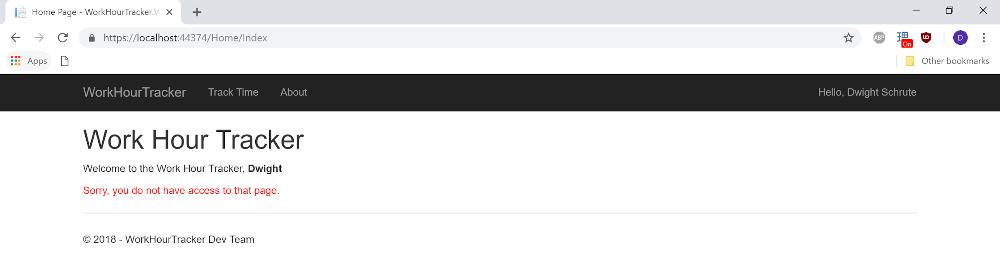 Home Page - WorkHourTracker.W
https://localhost:44374/Home/Index
ABP
On
D
Apps
Other bookmarks
WorkHourTracker Track Time About Hello, Dwight Schrute
Work Hour Tracker
Welcome to the Work Hour Tracker, Dwight
Sorry, you do not have access to that page.
© 2018 - WorkHourTracker Dev Team